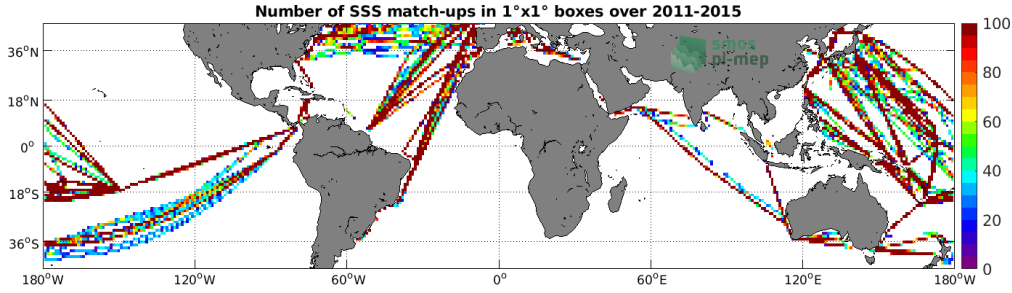 Number of SSS match-ups in 1°x1° boxes over 2011-2015
smos
pi-mep
36°N
18°N
0°
18°S
36°S
180°W
120°W
60°W
0°
60°E
120°E
180°W
100
80
60
40
20
0